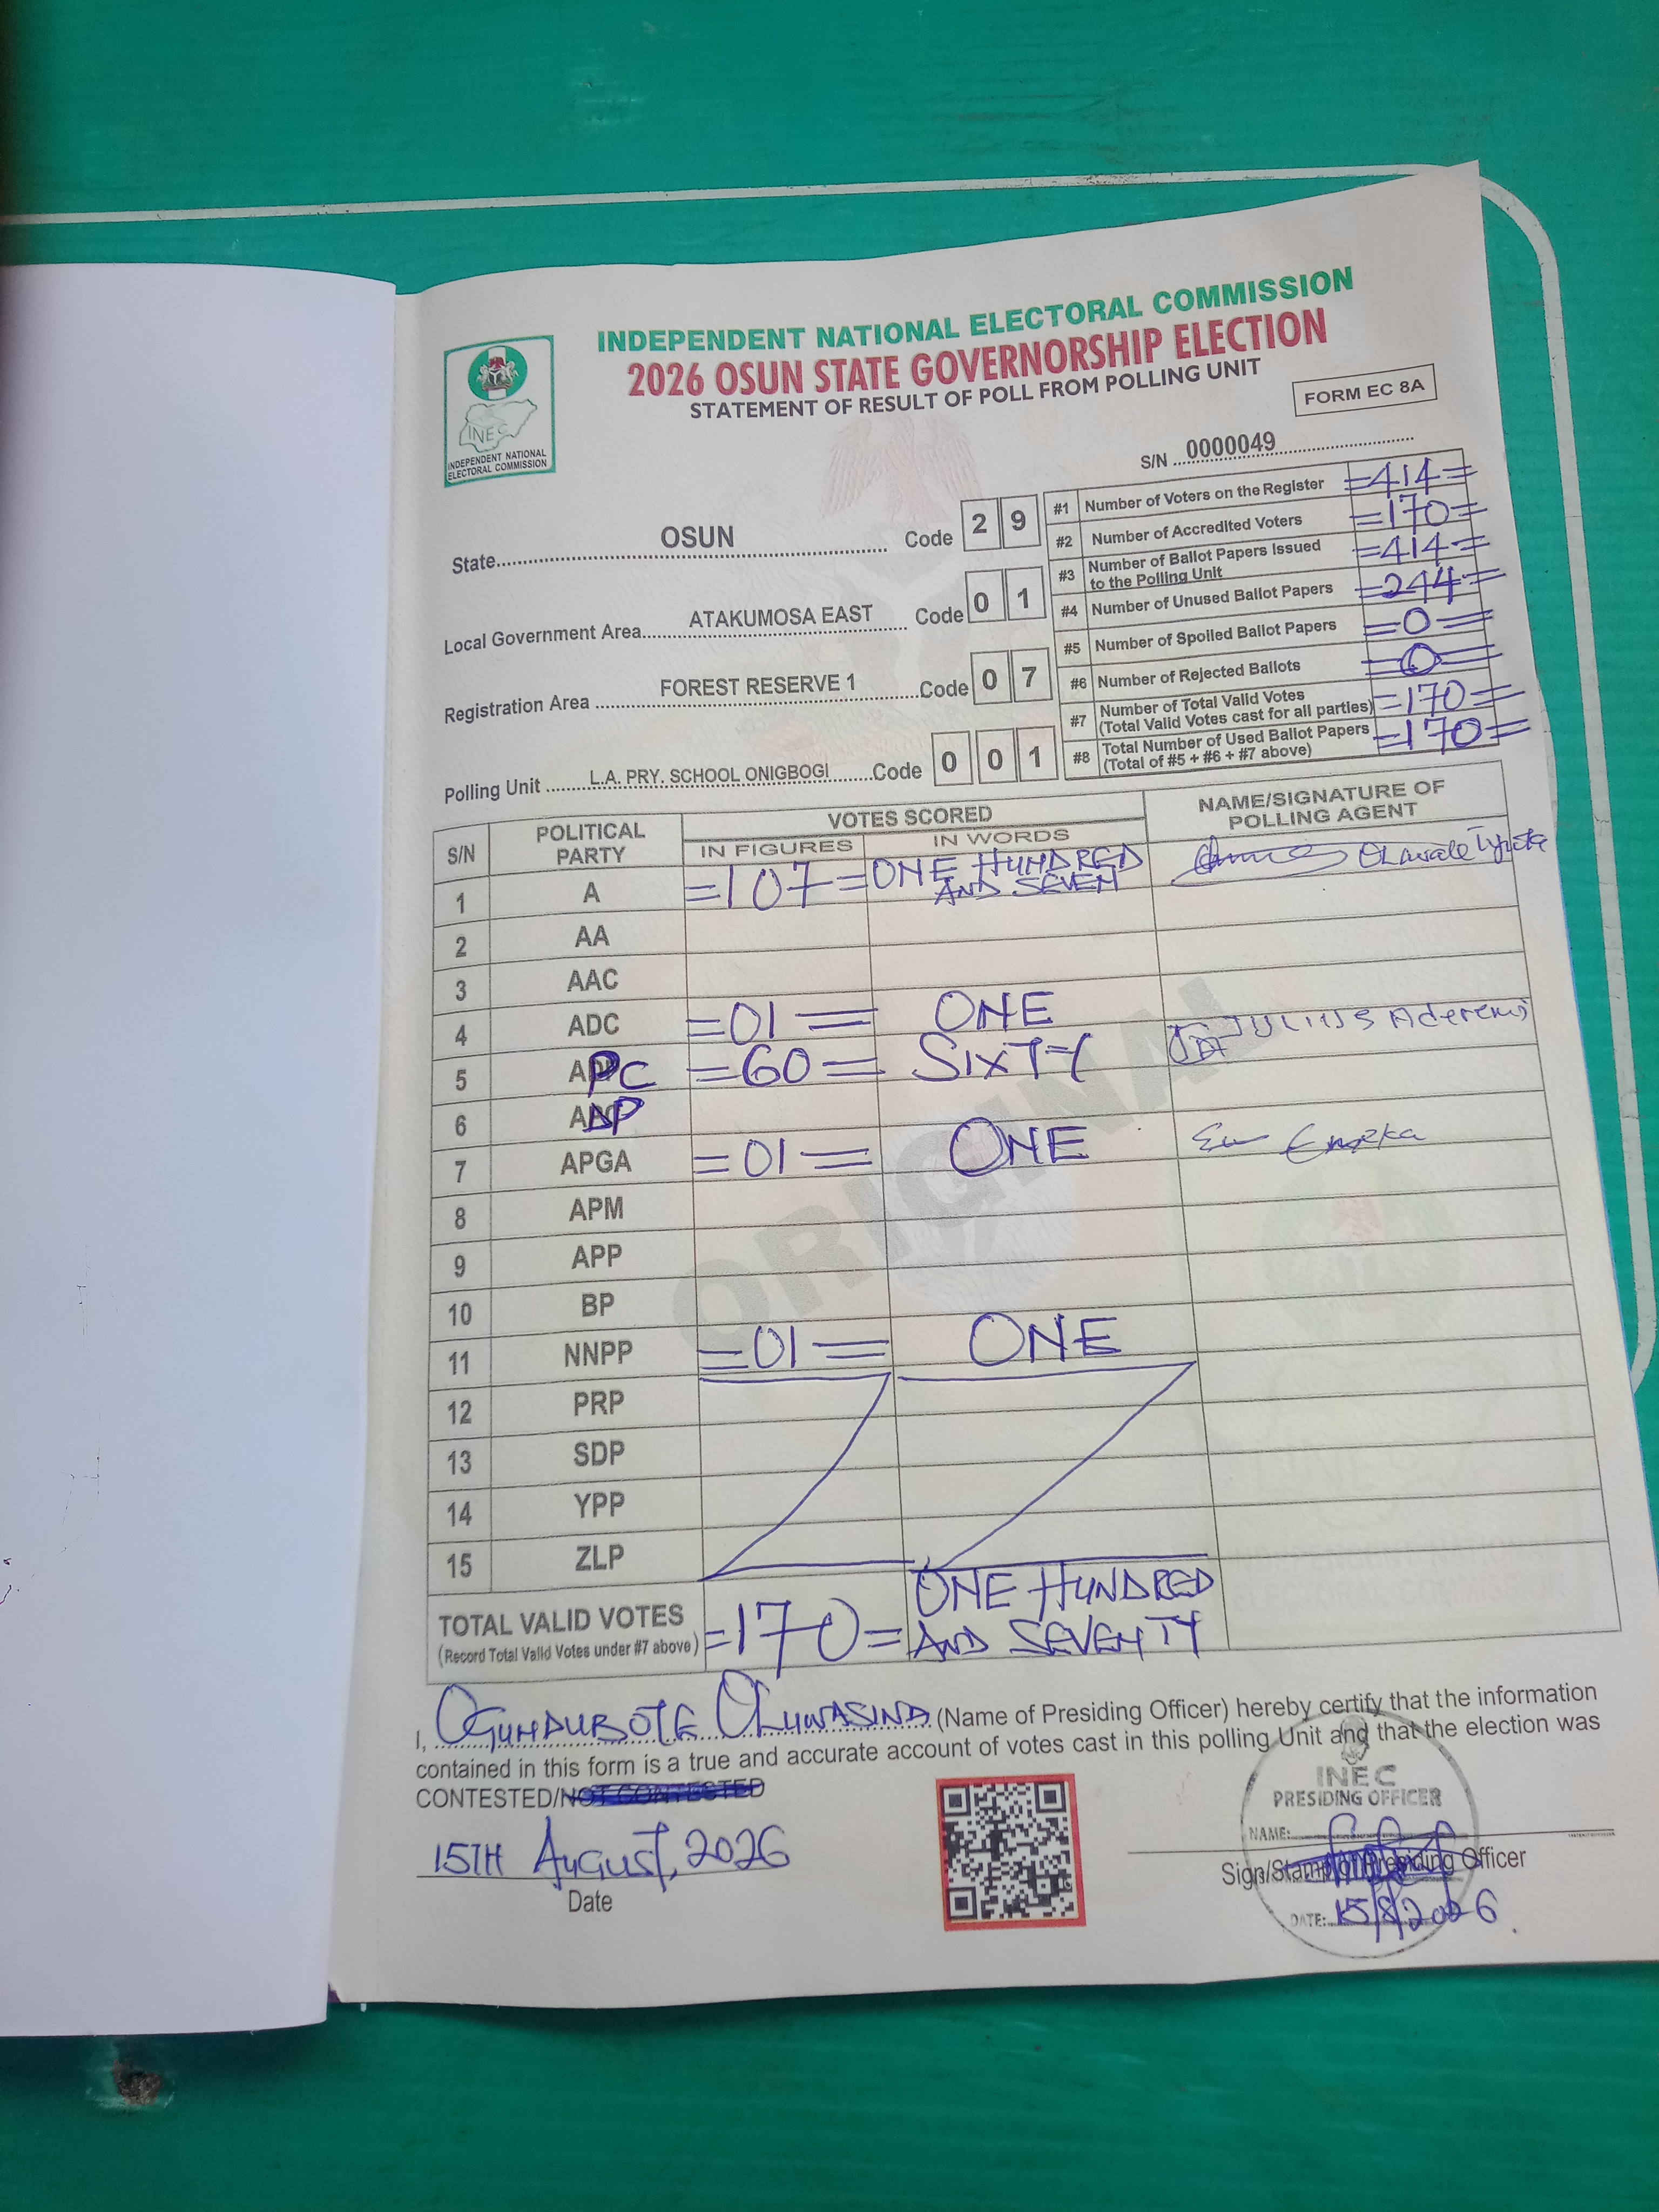 INDEPENDENT NATIONAL ELECTORAL COMMISSION
2026 OSUN STATE GOVERNORSHIP ELECTION
STATEMENT OF RESULT OF POLL FROM POLLING UNIT
FORM EC 8A
INEC
INDEPENDENT NATIONAL
ELECTORAL COMMISSION
S/N 0000049
State OSUN Code 2 9
Local Government Area ATAKUMOSA EAST Code 0 1
Registration Area FOREST RESERVE 1 Code 0 7
Polling Unit L.A. PRY. SCHOOL ONIGBOGI Code 0 0 1
#1 Number of Voters on the Register =414=
#2 Number of Accredited Voters =170=
#3 Number of Ballot Papers Issued
to the Polling Unit =414=
#4 Number of Unused Ballot Papers =244=
#5 Number of Spoiled Ballot Papers =0=
#6 Number of Rejected Ballots =0=
#7 Number of Total Valid Votes
(Total Valid Votes cast for all parties) =170=
#8 Total Number of Used Ballot Papers
(Total of #5 + #6 + #7 above) =170=
S/N POLITICAL PARTY VOTES SCORED NAME/SIGNATURE OF POLLING AGENT
IN FIGURES IN WORDS
1 A =107= ONE HUNDRED AND SEVEN
2 AA
3 AAC
4 ADC =01= ONE
5 APC =60= SIXTY Julius Aderemi
6 ADP
7 APGA =01= ONE Emeka
8 APM
9 APP
10 BP
11 NNPP =01= ONE
12 PRP
13 SDP
14 YPP
15 ZLP
ORIGINAL
TOTAL VALID VOTES =170= ONE HUNDRED
(Record Total Valid Votes under #7 above) AND SEVENTY
I, (Name of Presiding Officer) hereby certify that the information
contained in this form is a true and accurate account of votes cast in this polling Unit and that the election was
CONTESTED/NOT CONTESTED
15TH August, 2026
Date
INEC
PRESIDING OFFICER
NAME:
Sign/Stamp of Presiding Officer
DATE: 15/8/2026